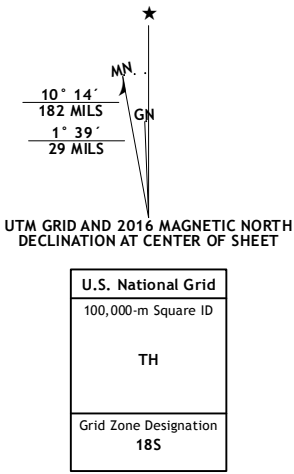 ★
MN
GN
10° 14´
182 MILS
1° 39´
29 MILS
UTM GRID AND 2016 MAGNETIC NORTH
DECLINATION AT CENTER OF SHEET
U.S. National Grid
100,000-m Square ID
TH
Grid Zone Designation
18S